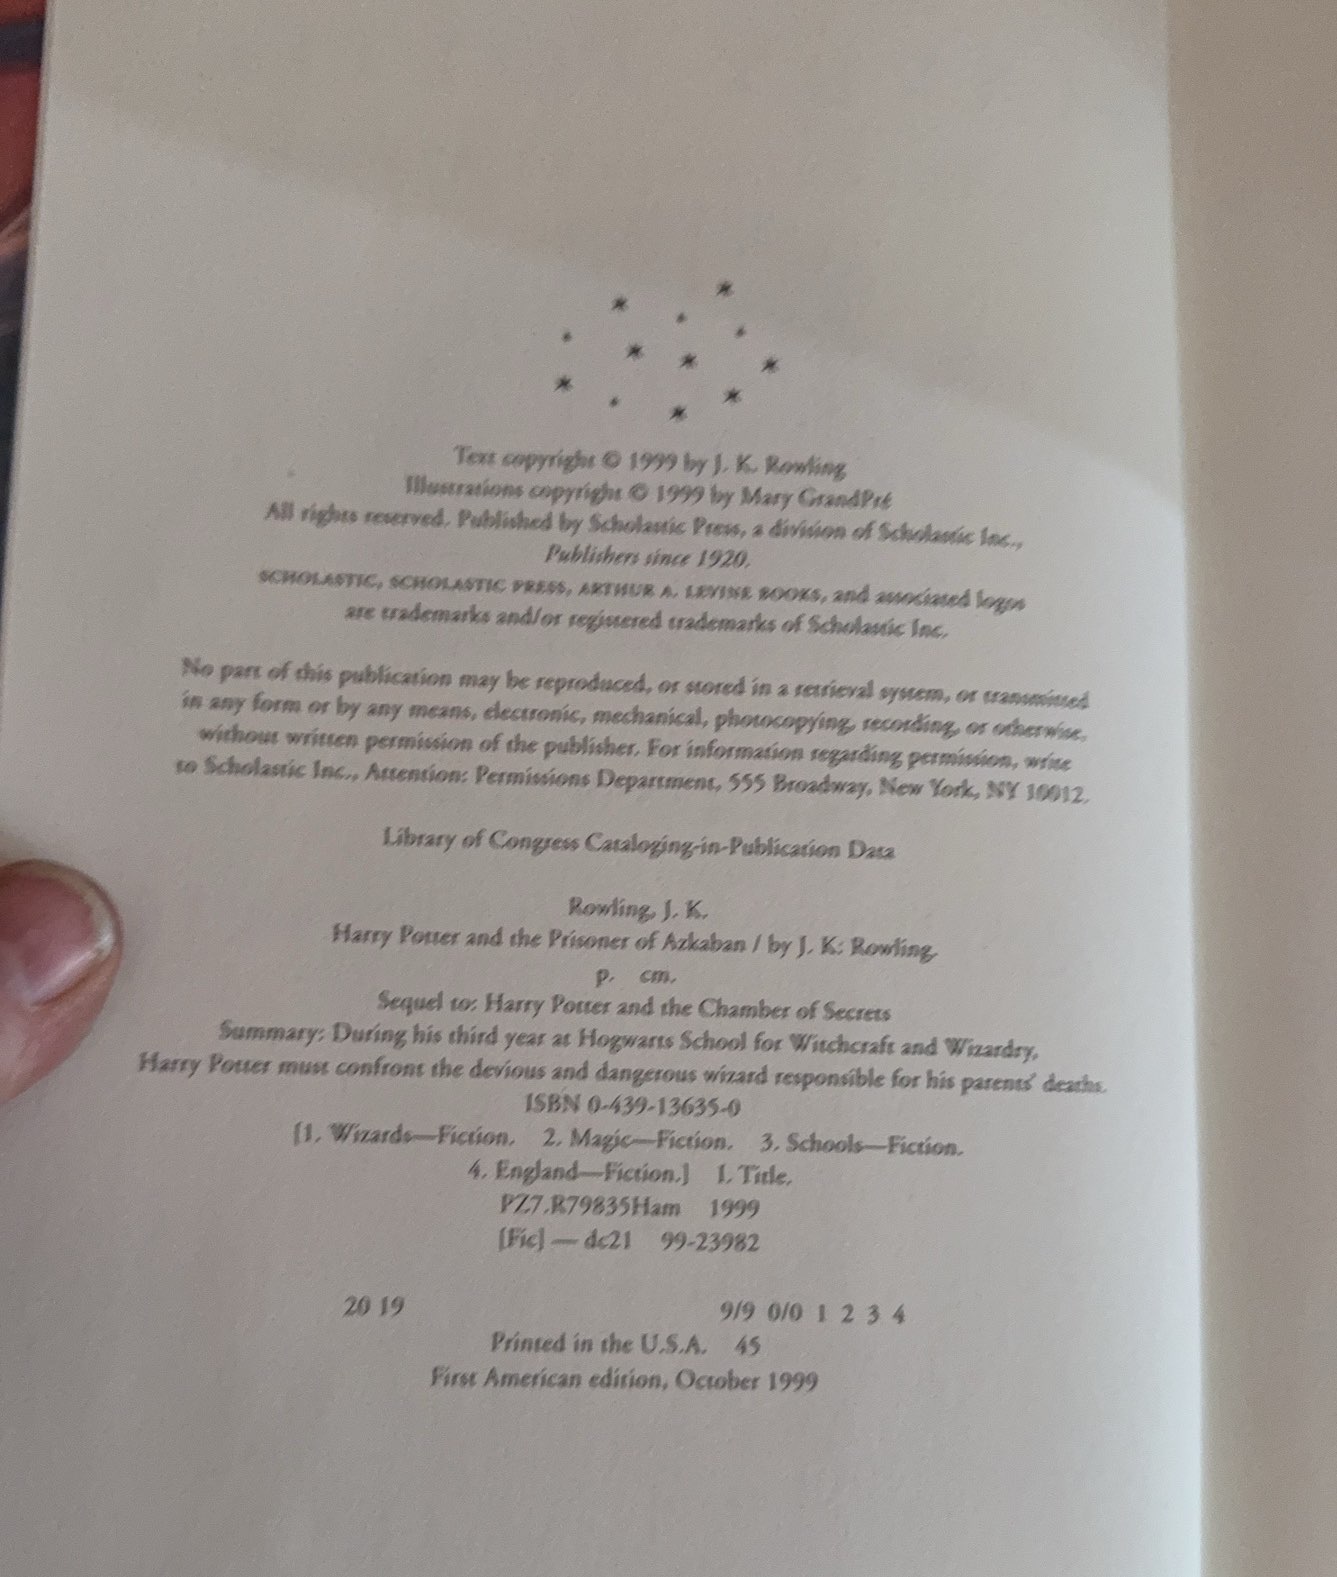 Text copyright © 1999 by J. K. Rowling
Illustrations copyright © 1999 by Mary GrandPré
All rights reserved. Published by Scholastic Press, a division of Scholastic Inc.,
Publishers since 1920.
SCHOLASTIC, SCHOLASTIC PRESS, ARTHUR A. LEVINE BOOKS, and associated logos
are trademarks and/or registered trademarks of Scholastic Inc.
No part of this publication may be reproduced, or stored in a retrieval system, or transmitted
in any form or by any means, electronic, mechanical, photocopying, recording, or otherwise,
without written permission of the publisher. For information regarding permission, write
to Scholastic Inc., Attention: Permissions Department, 555 Broadway, New York, NY 10012.
Library of Congress Cataloging-in-Publication Data
Rowling, J. K.
Harry Potter and the Prisoner of Azkaban / by J. K. Rowling.
p. cm.
Sequel to: Harry Potter and the Chamber of Secrets
Summary: During his third year at Hogwarts School for Witchcraft and Wizardry,
Harry Potter must confront the devious and dangerous wizard responsible for his parents' deaths.
ISBN 0-439-13635-0
[1. Wizards—Fiction. 2. Magic—Fiction. 3. Schools—Fiction.
4. England—Fiction.] I. Title.
PZ7.R79835Ham 1999
[Fic] — dc21 99-23982
20 19 9/9 0/0 1 2 3 4
Printed in the U.S.A. 45
First American edition, October 1999